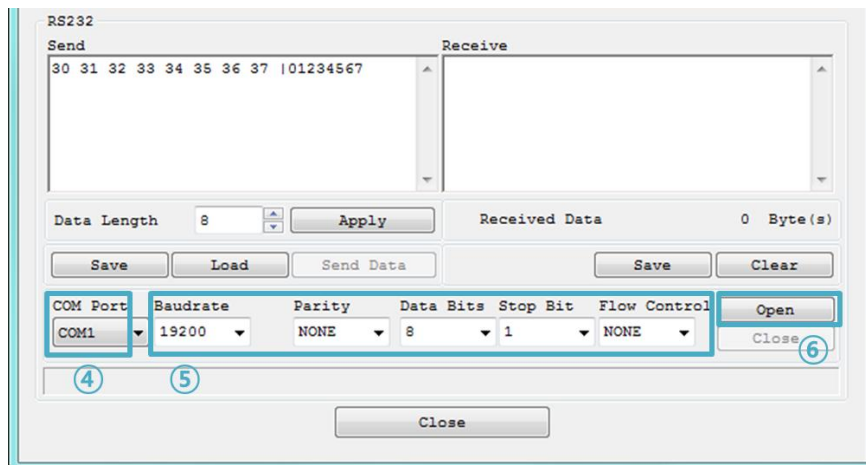 RS232
Send Receive
30 31 32 33 34 35 36 37 |01234567
Data Length 8 Apply Received Data 0 Byte(s)
Save Load Send Data Save Clear
COM Port Baudrate Parity Data Bits Stop Bit Flow Control Open
COM1 19200 NONE 8 1 NONE Close
④ ⑤ ⑥
Close